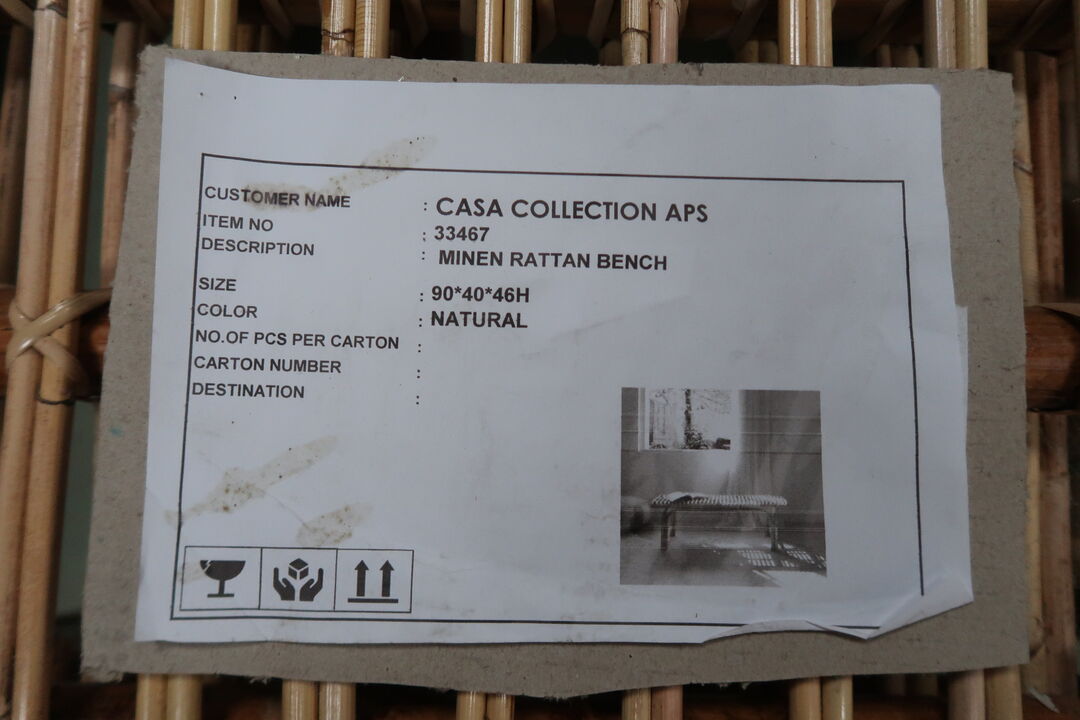 CUSTOMER NAME : CASA COLLECTION APS
ITEM NO : 33467
DESCRIPTION : MINEN RATTAN BENCH
SIZE : 90*40*46H
COLOR : NATURAL
NO.OF PCS PER CARTON :
CARTON NUMBER :
DESTINATION :